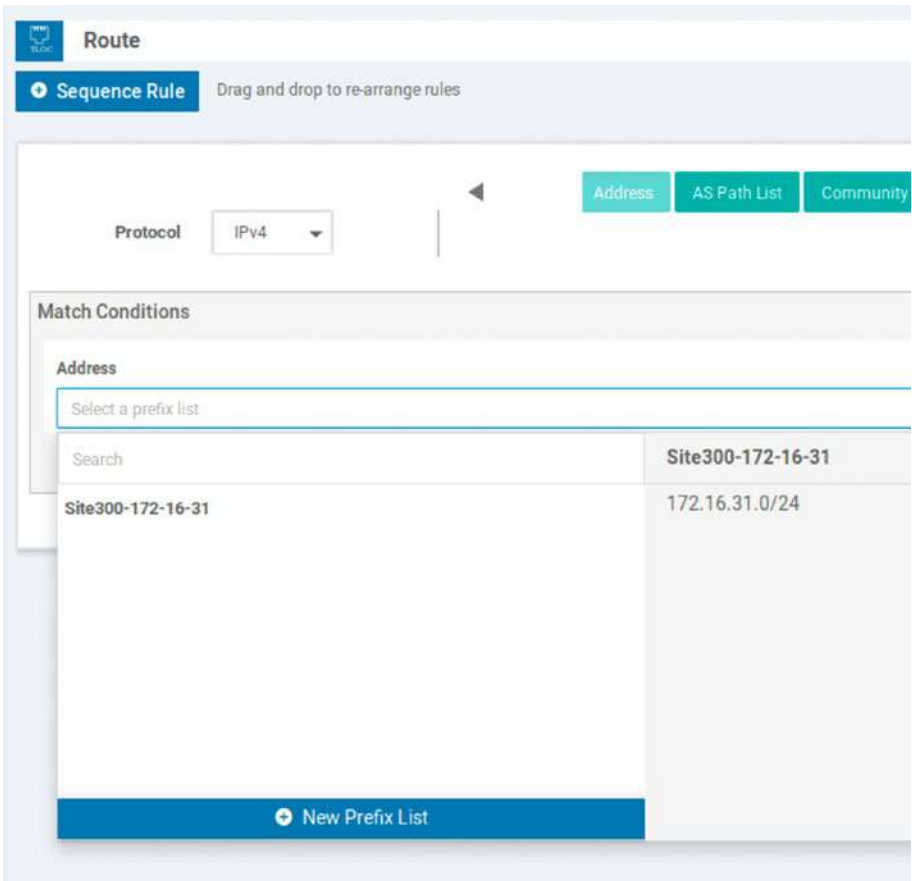 TLOC
Route
Sequence Rule
Drag and drop to re-arrange rules
Address
AS Path List
Community
Protocol
IPv4
Match Conditions
Address
Select a prefix list
Search
Site300-172-16-31
Site300-172-16-31
172.16.31.0/24
New Prefix List